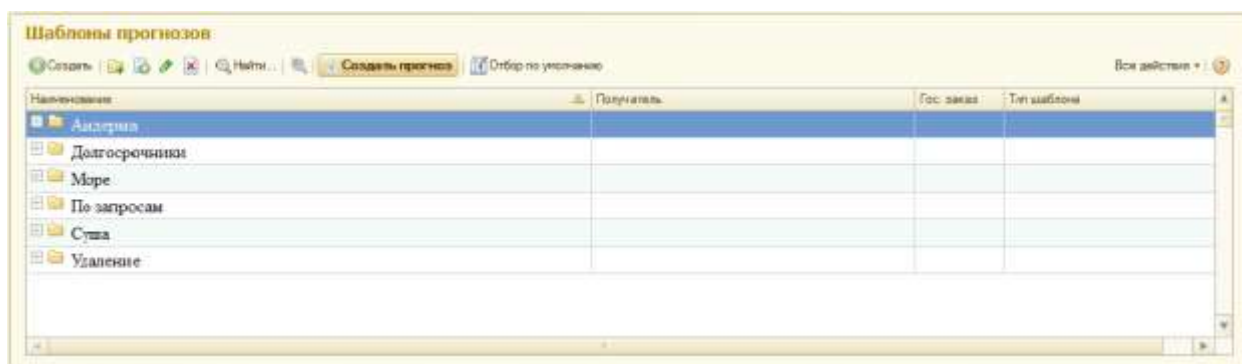 Шаблоны прогнозов
Создать Найти... Создать прогноз Отбор по умолчанию Все действия
Наименование Получатель Гос. заказ Тип шаблона
Долгосрочники
Море
По запросам
Суша
Удаление